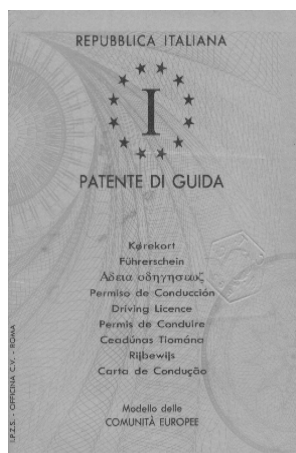 REPUBBLICA ITALIANA
I
PATENTE DI GUIDA
Kørekort
Führerschein
Αδεια οδηγησεως
Permiso de Conducción
Driving Licence
Permis de Conduire
Ceadúnas Tiomána
Rijbewijs
Carta de Condução
Modello delle
COMUNITÀ EUROPEE
I.P.Z.S. - OFFICINA C.V. - ROMA